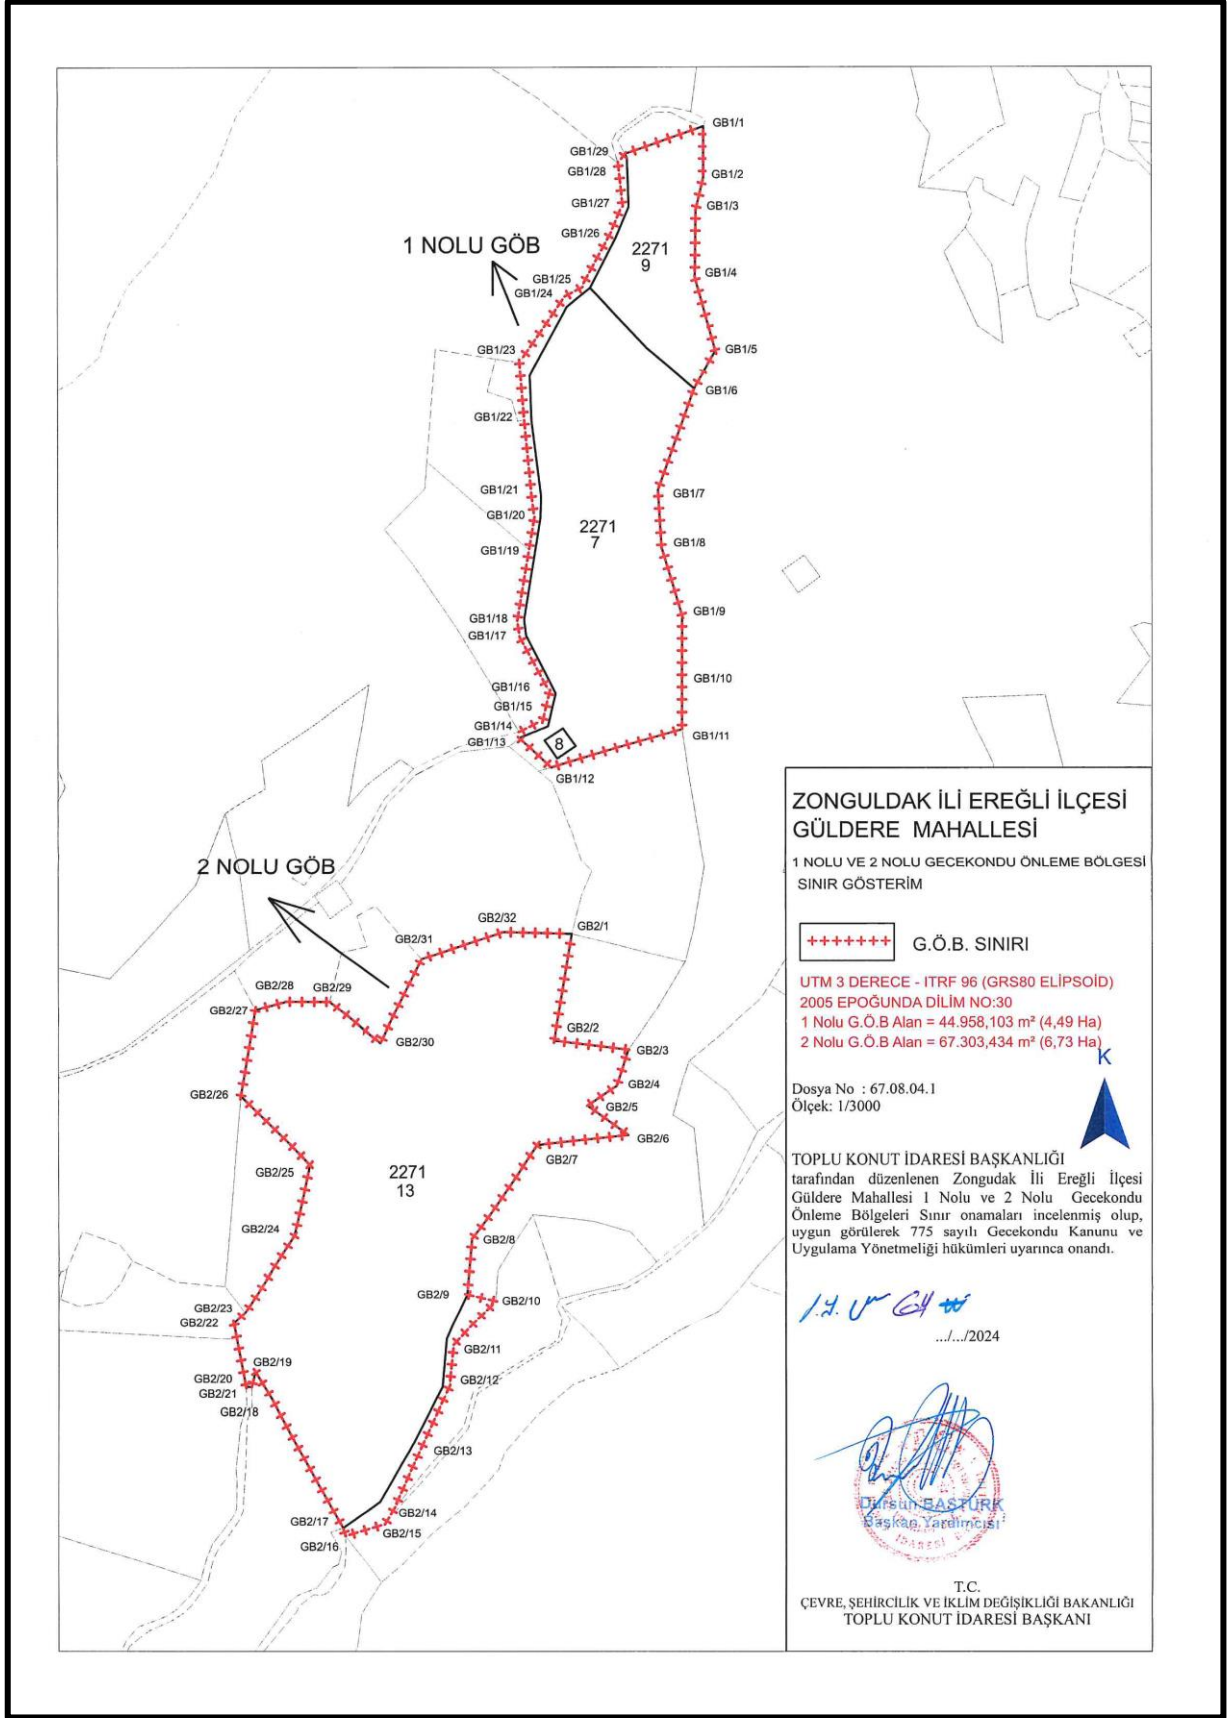 GB1/1
GB1/29
GB1/28
GB1/2
GB1/27
GB1/3
GB1/26
1 NOLU GÖB
2271
9
GB1/4
GB1/25
GB1/24
GB1/23
GB1/5
GB1/6
GB1/22
GB1/21
GB1/7
GB1/20
2271
7
GB1/19
GB1/8
GB1/18
GB1/9
GB1/17
GB1/16
GB1/10
GB1/15
GB1/14
GB1/13
8
GB1/11
GB1/12
2 NOLU GÖB
GB2/32
GB2/1
GB2/31
GB2/28
GB2/29
GB2/27
GB2/2
GB2/30
GB2/3
GB2/4
GB2/26
GB2/5
GB2/6
GB2/7
GB2/25
2271
13
GB2/24
GB2/8
GB2/9
GB2/10
GB2/23
GB2/22
GB2/11
GB2/19
GB2/20
GB2/12
GB2/21
GB2/18
GB2/13
GB2/14
GB2/17
GB2/15
GB2/16
ZONGULDAK İLİ EREĞLİ İLÇESİ
GÜLDERE MAHALLESİ
1 NOLU VE 2 NOLU GECEKONDU ÖNLEME BÖLGESİ
SINIR GÖSTERİM
G.Ö.B. SINIRI
UTM 3 DERECE - ITRF 96 (GRS80 ELİPSOİD)
2005 EPOĞUNDA DİLİM NO:30
1 Nolu G.Ö.B Alan = 44.958,103 m² (4,49 Ha)
2 Nolu G.Ö.B Alan = 67.303,434 m² (6,73 Ha)
K
Dosya No : 67.08.04.1
Ölçek: 1/3000
TOPLU KONUT İDARESİ BAŞKANLIĞI
tarafından düzenlenen Zongudak İli Ereğli İlçesi
Güldere Mahallesi 1 Nolu ve 2 Nolu Gecekondu
Önleme Bölgeleri Sınır onamaları incelenmiş olup,
uygun görülerek 775 sayılı Gecekondu Kanunu ve
Uygulama Yönetmeliği hükümleri uyarınca onandı.
.../.../2024
Dursun BAŞTÜRK
Başkan Yardımcısı
T.C.
ÇEVRE, ŞEHİRCİLİK VE İKLİM DEĞİŞİKLİĞİ BAKANLIĞI
TOPLU KONUT İDARESİ BAŞKANI